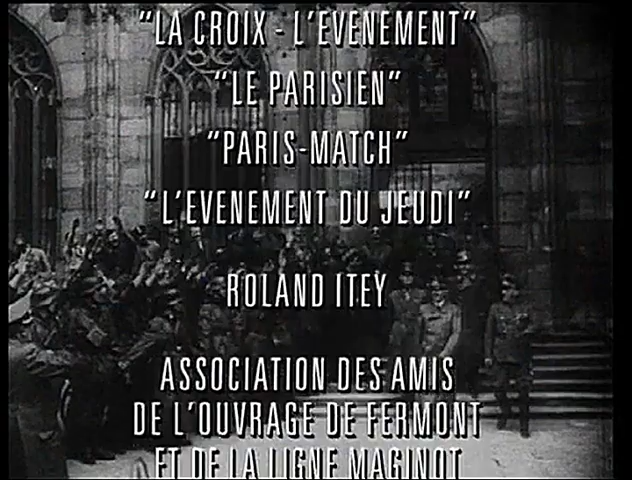 "LA CROIX - L'EVENEMENT"
"LE PARISIEN"
"PARIS-MATCH"
"L'EVENEMENT DU JEUDI"
ROLAND ITEY
ASSOCIATION DES AMIS
DE L'OUVRAGE DE FERMONT
ET DE LA LIGNE MAGINOT